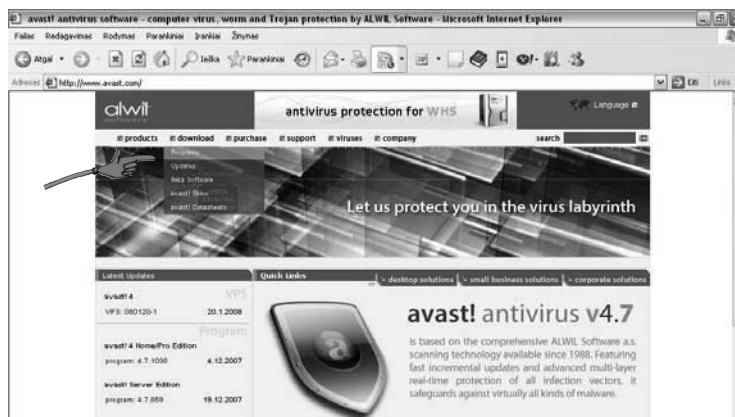 avast! antivirus software - computer virus, worm and Trojan protection by ALWIL Software - Microsoft Internet Explorer
Failas Redagavimas Rodymas Parankiniai Įrankiai Žinynas
Atgal Ieška Parankiniai
Adresas http://www.avast.com/ Eiti Links
alwil software
antivirus protection for WHS
Language
products download purchase support viruses company search
Programs
Updates
Beta Software
avast! Skins
avast! Datasheets
Let us protect you in the virus labyrinth
Latest Updates
Quick Links
desktop solutions small business solutions corporate solutions
VPS
avast! 4
VPS: 080120-1 20.1.2008
Program
avast! 4 Home/Pro Edition
program: 4.7.1098 4.12.2007
avast! Server Edition
program: 4.7.859 19.12.2007
avast! antivirus v4.7
is based on the comprehensive ALWIL Software a.s.
scanning technology available since 1988. Featuring
fast incremental updates and advanced multi-layer
real-time protection of all infection vectors, it
safeguards against virtually all kinds of malware.